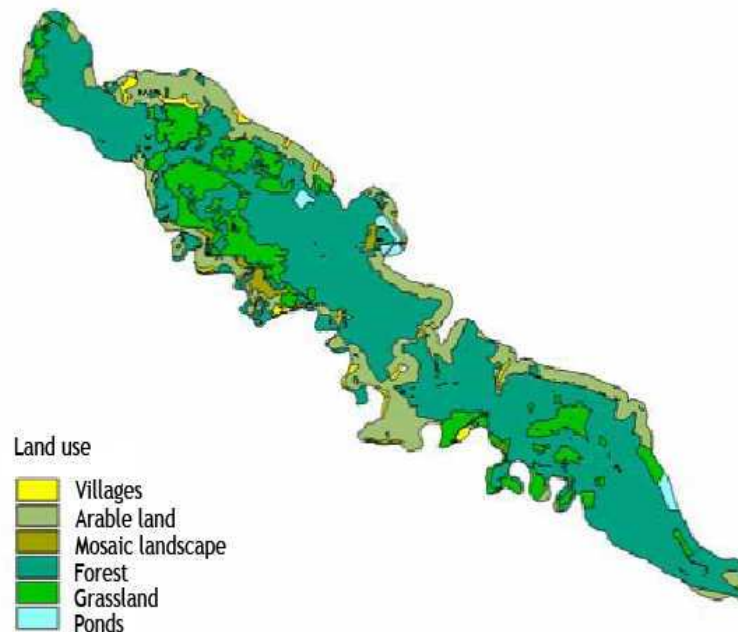 Land use
Villages
Arable land
Mosaic landscape
Forest
Grassland
Ponds